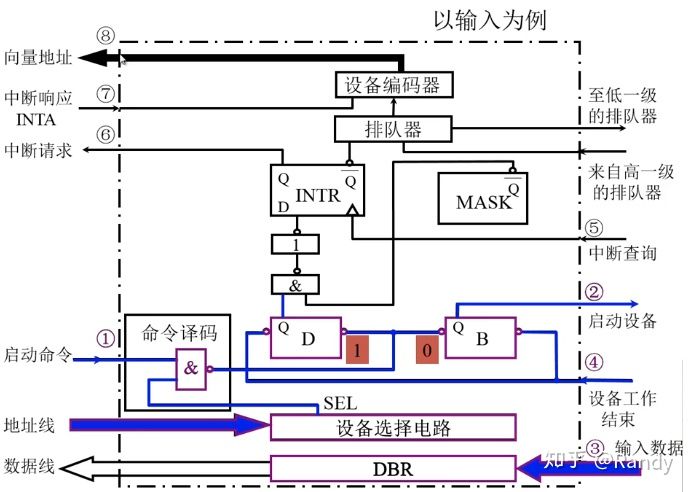 以输入为例
⑧
向量地址
设备编码器
⑦
中断响应
INTA
至低一级
的排队器
排队器
⑥
中断请求
来自高一级
的排队器
Q
Q
INTR
D
Q
MASK
⑤
中断查询
1
&
②
启动设备
①
启动命令
命令译码
&
Q
D
1
0
Q
B
④
设备工作
结束
SEL
地址线
设备选择电路
③ 输入数据
数据线
DBR
知乎 @Randy